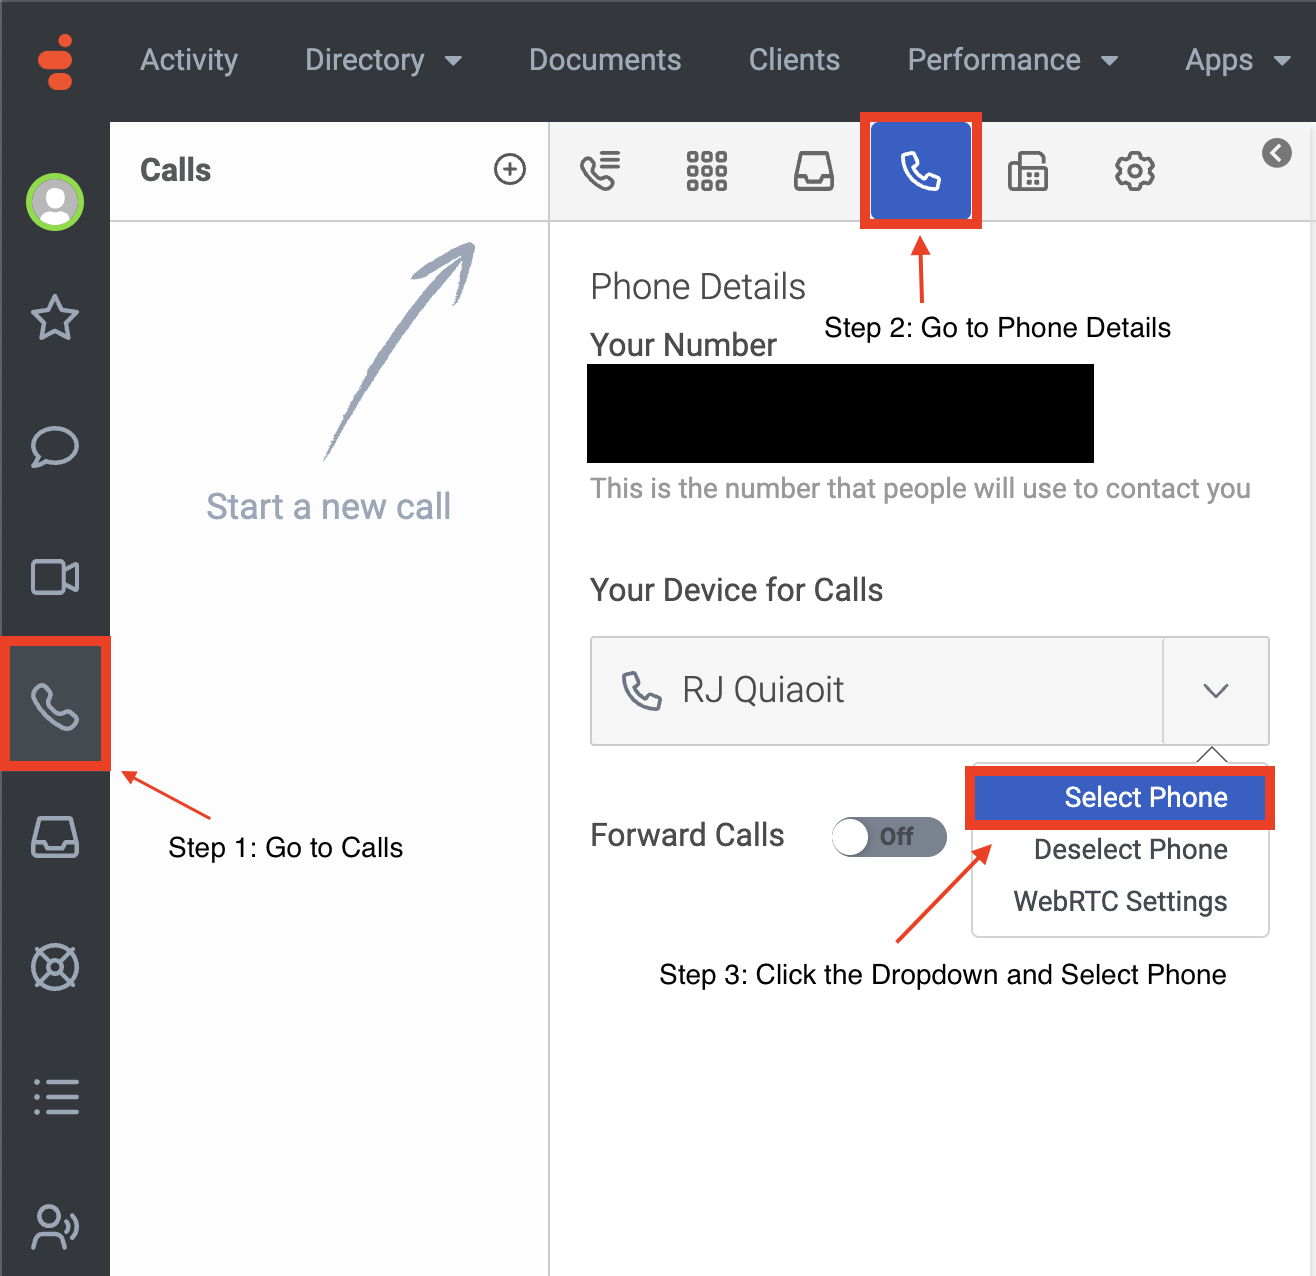 Activity
Directory
Documents
Clients
Performance
Apps
Calls
Start a new call
Phone Details
Step 2: Go to Phone Details
Your Number
This is the number that people will use to contact you
Your Device for Calls
RJ Quiaoit
Select Phone
Forward Calls
Off
Deselect Phone
WebRTC Settings
Step 1: Go to Calls
Step 3: Click the Dropdown and Select Phone